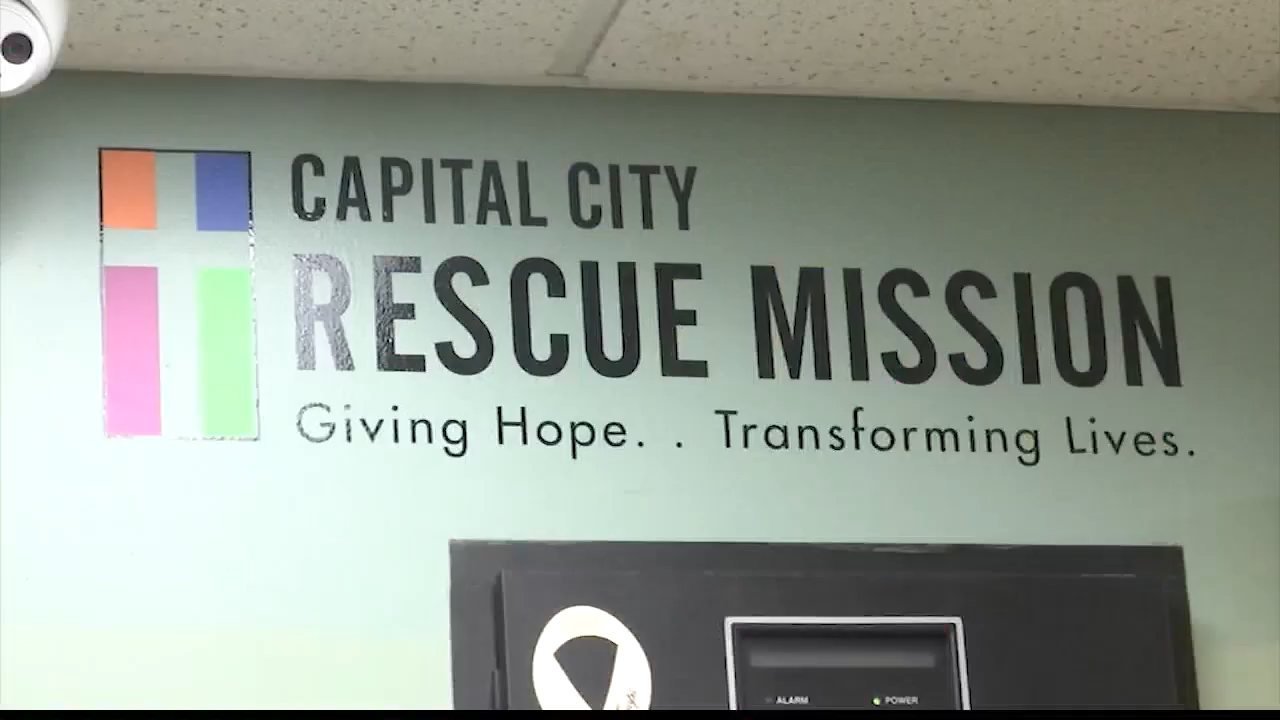 CAPITAL CITY
RESCUE MISSION
Giving Hope. . Transforming Lives.
ALARM POWER